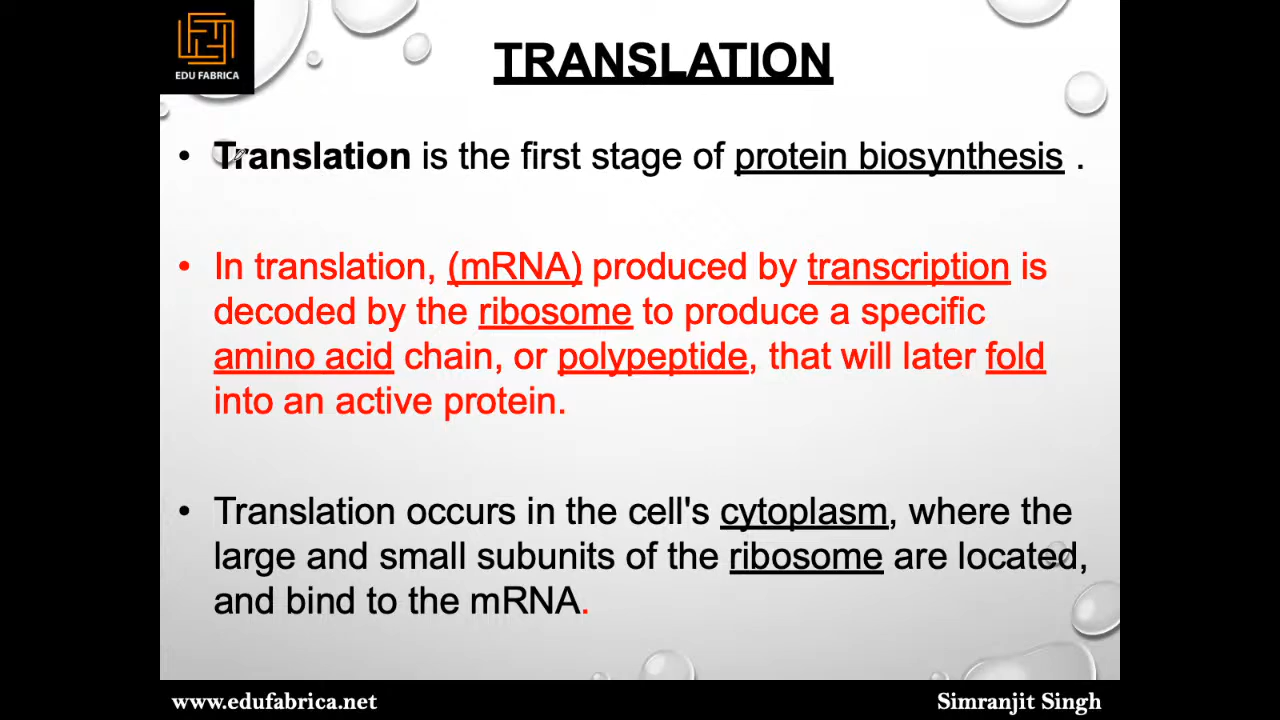 EDU FABRICA
TRANSLATION
• Translation is the first stage of protein biosynthesis .
• In translation, (mRNA) produced by transcription is
decoded by the ribosome to produce a specific
amino acid chain, or polypeptide, that will later fold
into an active protein.
• Translation occurs in the cell's cytoplasm, where the
large and small subunits of the ribosome are located,
and bind to the mRNA.
www.edufabrica.net
Simranjit Singh